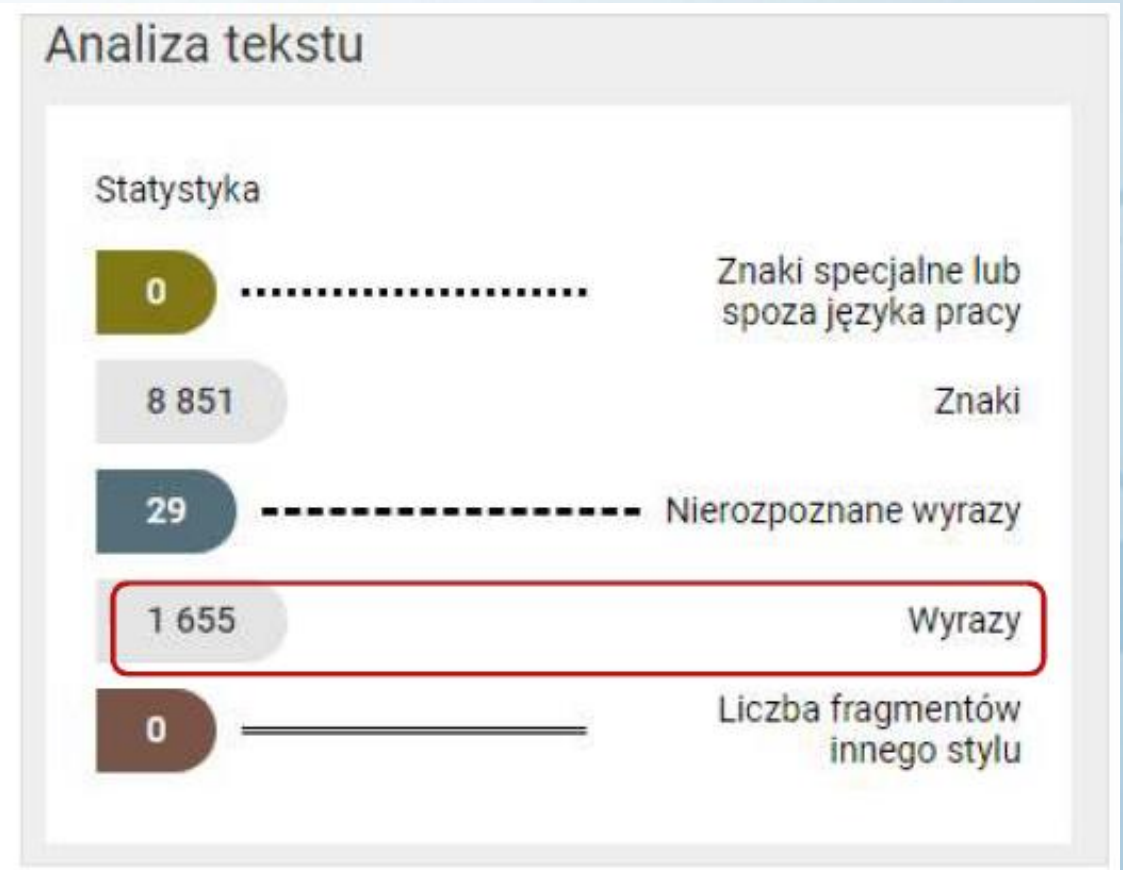 Analiza tekstu
Statystyka
0 Znaki specjalne lub
spoza języka pracy
8 851 Znaki
29 Nierozpoznane wyrazy
1 655 Wyrazy
0 Liczba fragmentów
innego stylu